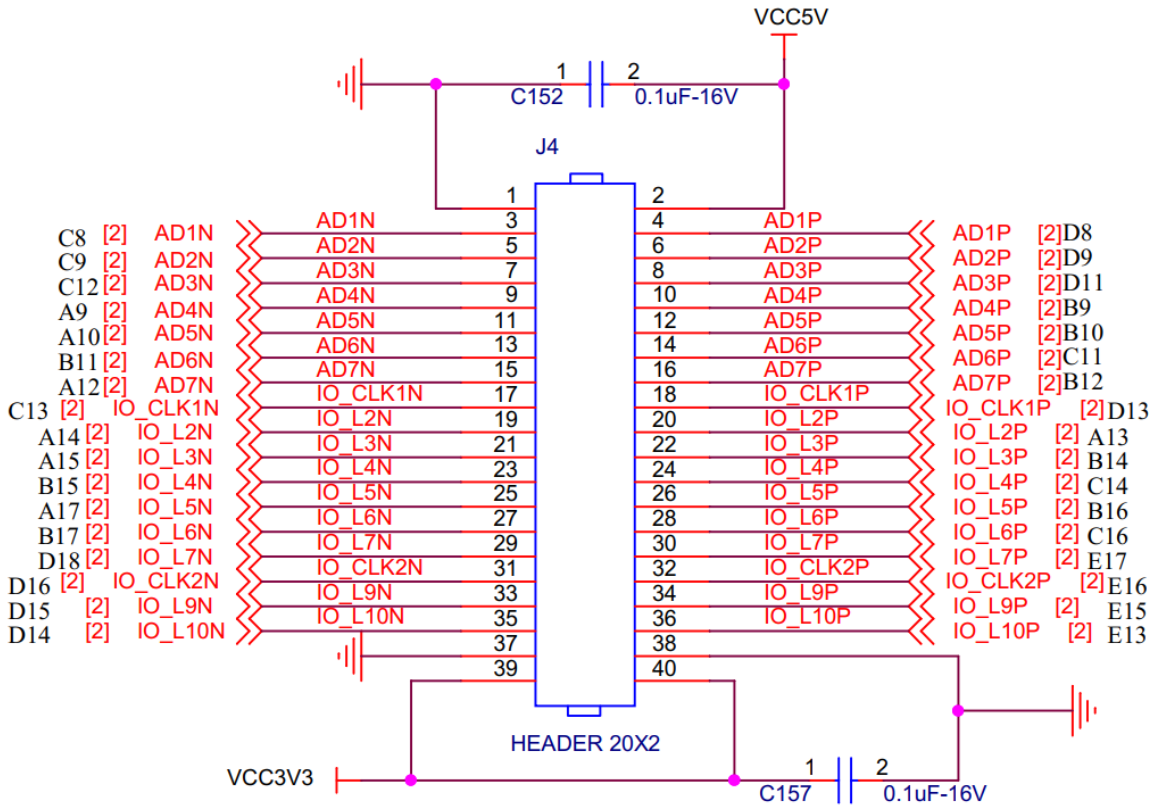 VCC5V
1 2
C152 0.1uF-16V
J4
1 2
C8 [2] AD1N AD1N 3 4 AD1P AD1P [2]D8
C9 [2] AD2N AD2N 5 6 AD2P AD2P [2]D9
C12 [2] AD3N AD3N 7 8 AD3P AD3P [2]D11
A9 [2] AD4N AD4N 9 10 AD4P AD4P [2]B9
A10 [2] AD5N AD5N 11 12 AD5P AD5P [2]B10
B11 [2] AD6N AD6N 13 14 AD6P AD6P [2]C11
A12 [2] AD7N AD7N 15 16 AD7P AD7P [2]B12
C13 [2] IO_CLK1N IO_CLK1N 17 18 IO_CLK1P IO_CLK1P [2]D13
A14 [2] IO_L2N IO_L2N 19 20 IO_L2P IO_L2P [2] A13
A15 [2] IO_L3N IO_L3N 21 22 IO_L3P IO_L3P [2] B14
B15 [2] IO_L4N IO_L4N 23 24 IO_L4P IO_L4P [2] C14
A17 [2] IO_L5N IO_L5N 25 26 IO_L5P IO_L5P [2] B16
B17 [2] IO_L6N IO_L6N 27 28 IO_L6P IO_L6P [2] C16
D18 [2] IO_L7N IO_L7N 29 30 IO_L7P IO_L7P [2] E17
D16 [2] IO_CLK2N IO_CLK2N 31 32 IO_CLK2P IO_CLK2P [2]E16
D15 [2] IO_L9N IO_L9N 33 34 IO_L9P IO_L9P [2] E15
D14 [2] IO_L10N IO_L10N 35 36 IO_L10P IO_L10P [2] E13
37 38
39 40
HEADER 20X2
VCC3V3 1 2
C157 0.1uF-16V